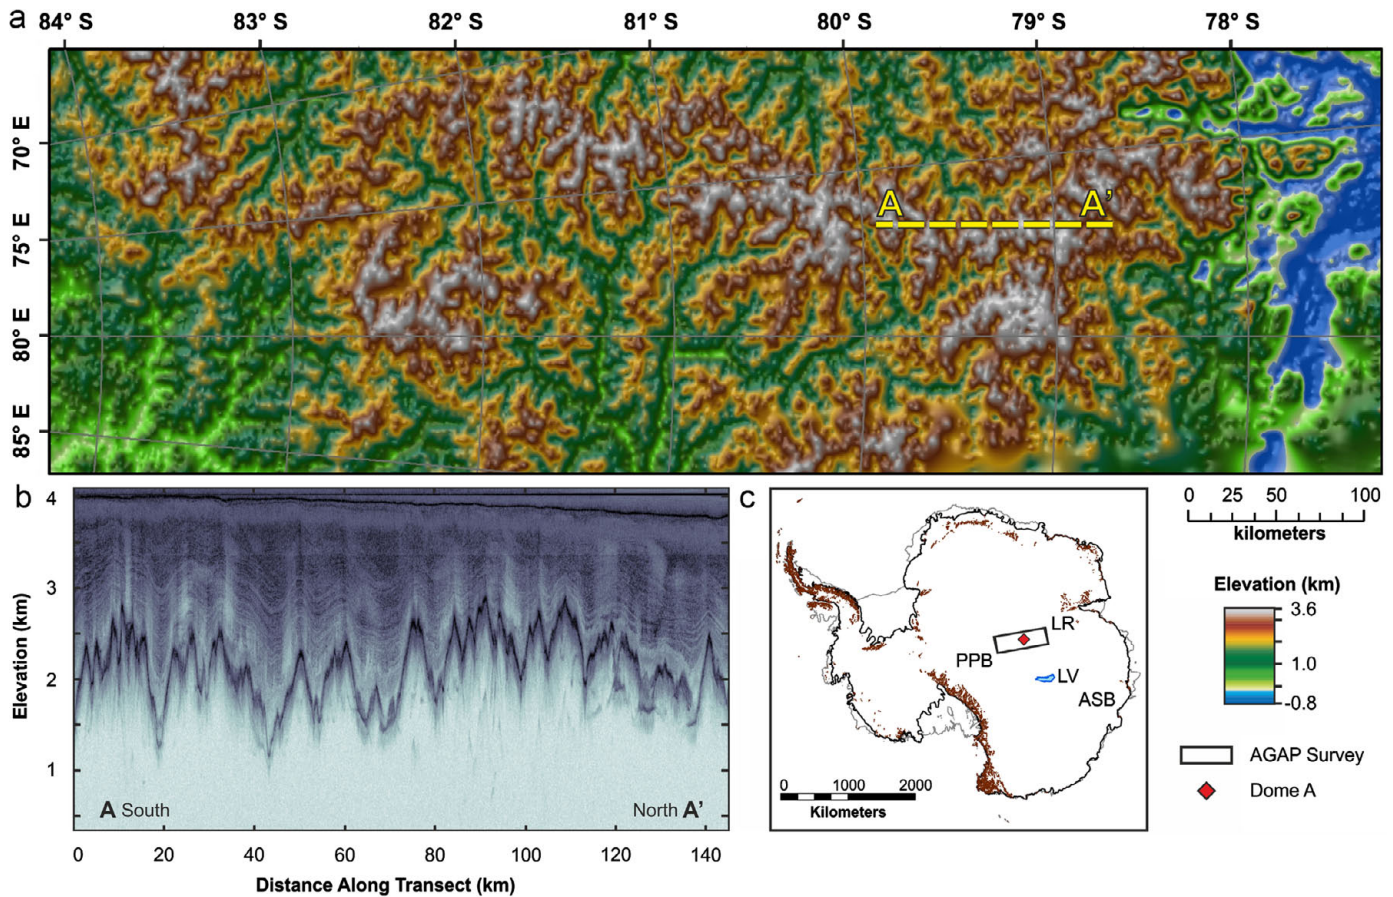 a
84° S 83° S 82° S 81° S 80° S 79° S 78° S
70° E
75° E
80° E
85° E
A A’
b
4
3
2
1
Elevation (km)
A South North A’
0 20 40 60 80 100 120 140
Distance Along Transect (km)
c
LR
PPB
LV
ASB
0 1000 2000
Kilometers
0 25 50 100
kilometers
Elevation (km)
3.6
1.0
-0.8
AGAP Survey
Dome A